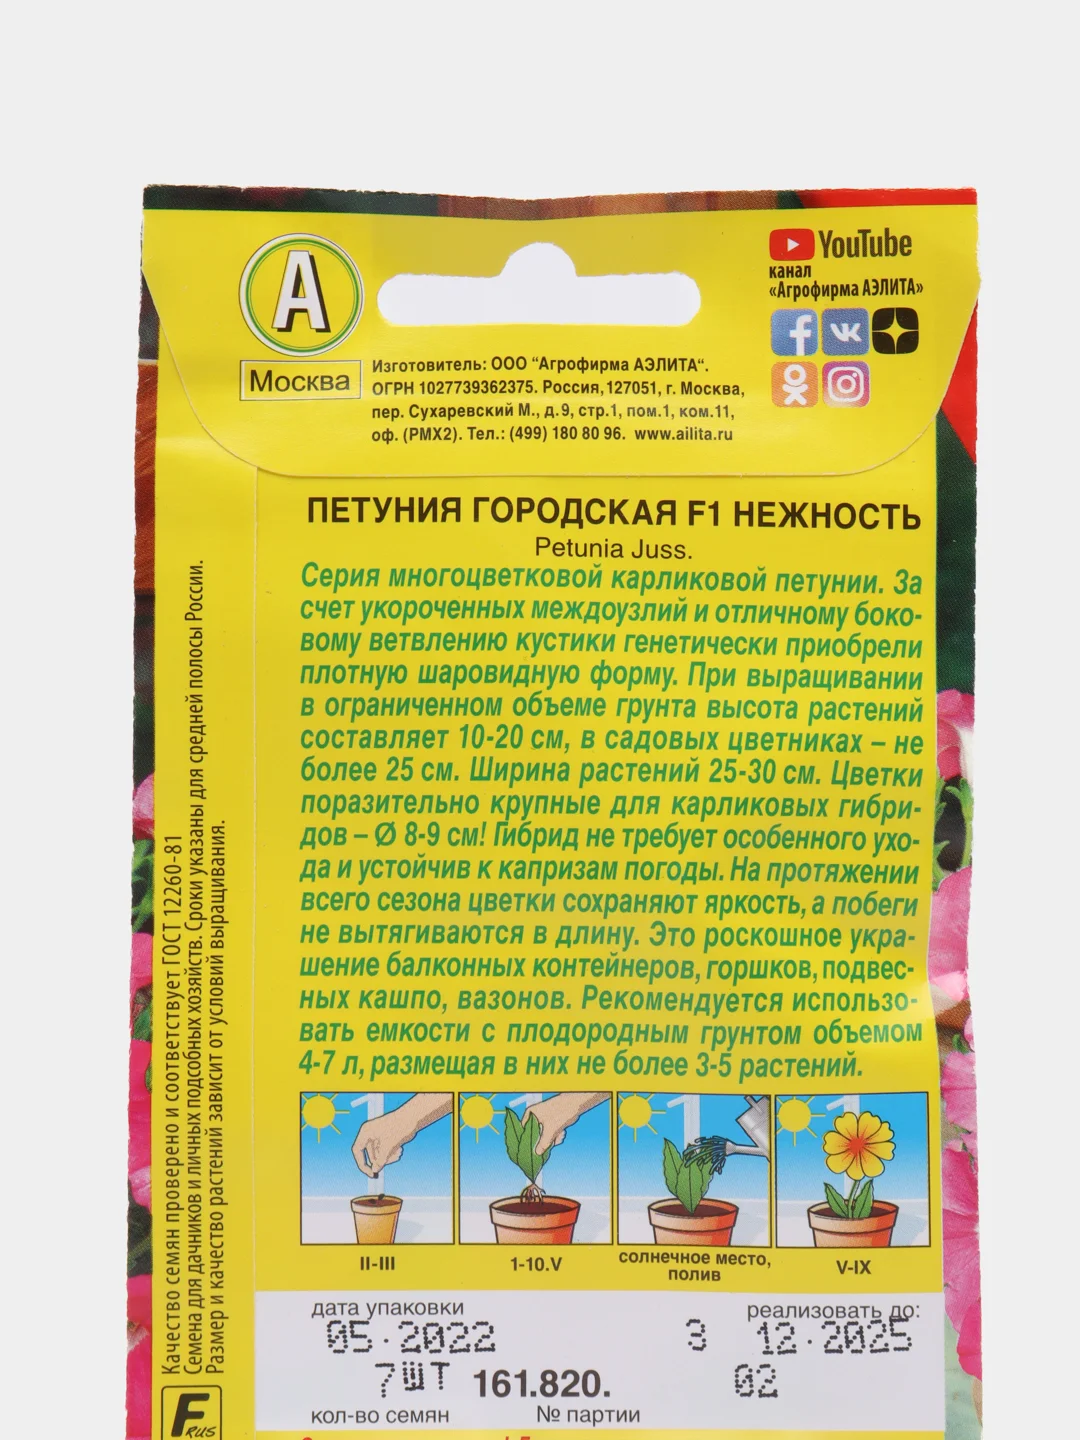 А
Москва
YouTube
канал
«Агрофирма АЭЛИТА»
Изготовитель: ООО “Агрофирма АЭЛИТА“.
ОГРН 1027739362375. Россия, 127051, г. Москва,
пер. Сухаревский М., д.9, стр.1, пом.1, ком.11,
оф. (РМХ2). Тел.: (499) 180 80 96. www.ailita.ru
ПЕТУНИЯ ГОРОДСКАЯ F1 НЕЖНОСТЬ
Petunia Juss.
Серия многоцветковой карликовой петунии. За
счет укороченных междоузлий и отличному боко-
вому ветвлению кустики генетически приобрели
плотную шаровидную форму. При выращивании
в ограниченном объеме грунта высота растений
составляет 10-20 см, в садовых цветниках – не
более 25 см. Ширина растений 25-30 см. Цветки
поразительно крупные для карликовых гибри-
дов – Ø 8-9 см! Гибрид не требует особенного ухо-
да и устойчив к капризам погоды. На протяжении
всего сезона цветки сохраняют яркость, а побеги
не вытягиваются в длину. Это роскошное укра-
шение балконных контейнеров, горшков, подвес-
ных кашпо, вазонов. Рекомендуется использо-
вать емкости с плодородным грунтом объемом
4-7 л, размещая в них не более 3-5 растений.
II-III
1-10.V
солнечное место,
полив
V-IX
дата упаковки
реализовать до:
05.2022
3
12.2025
7шт
161.820.
02
кол-во семян
№ партии
Качество семян проверено и соответствует ГОСТ 12260-81
Семена для дачников и личных подсобных хозяйств. Сроки указаны для средней полосы России.
Размер и качество растений зависит от условий выращивания.
F RUS